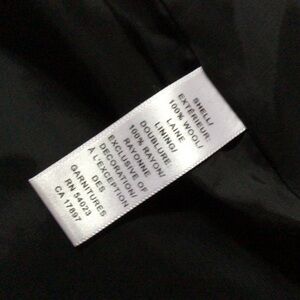 SHELL/
EXTÉRIEUR:
100% WOOL/
LAINE
LINING/
DOUBLURE:
100% RAYON/
RAYONNE
EXCLUSIVE OF
DECORATION/
À L'EXCEPTION
DES
GARNITURES
RN 54023
CA 17897